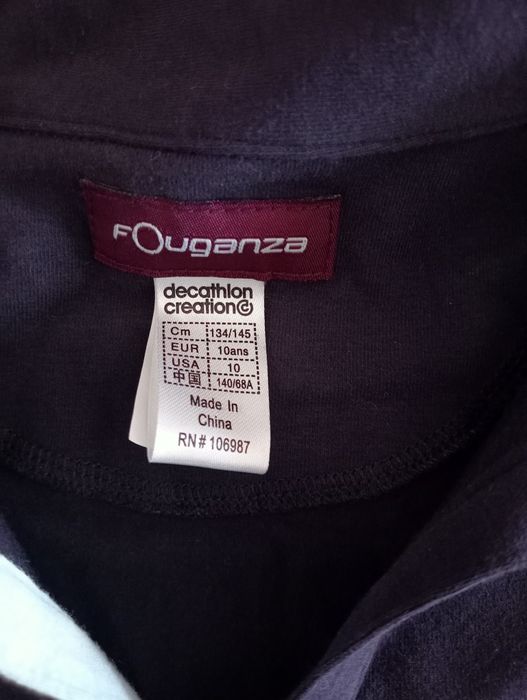 FOuganza
decathlon
creation
Cm 134/145
EUR 10ans
USA 10
中国 140/68A
Made In
China
RN# 106987